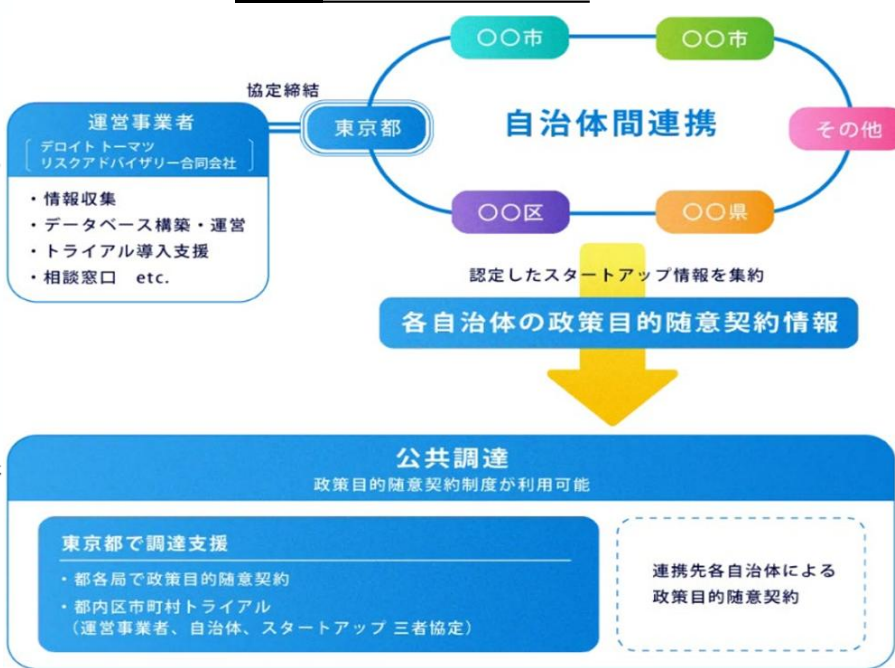 〇〇市
〇〇市
協定締結
運営事業者
デロイト トーマツ
リスクアドバイザリー合同会社
・情報収集
・データベース構築・運営
・トライアル導入支援
・相談窓口 etc.
東京都
自治体間連携
その他
〇〇区
〇〇県
認定したスタートアップ情報を集約
各自治体の政策目的随意契約情報
公共調達
政策目的随意契約制度が利用可能
東京都で調達支援
・都各局で政策目的随意契約
・都内区市町村トライアル
（運営事業者、自治体、スタートアップ 三者協定）
連携先各自治体による
政策目的随意契約